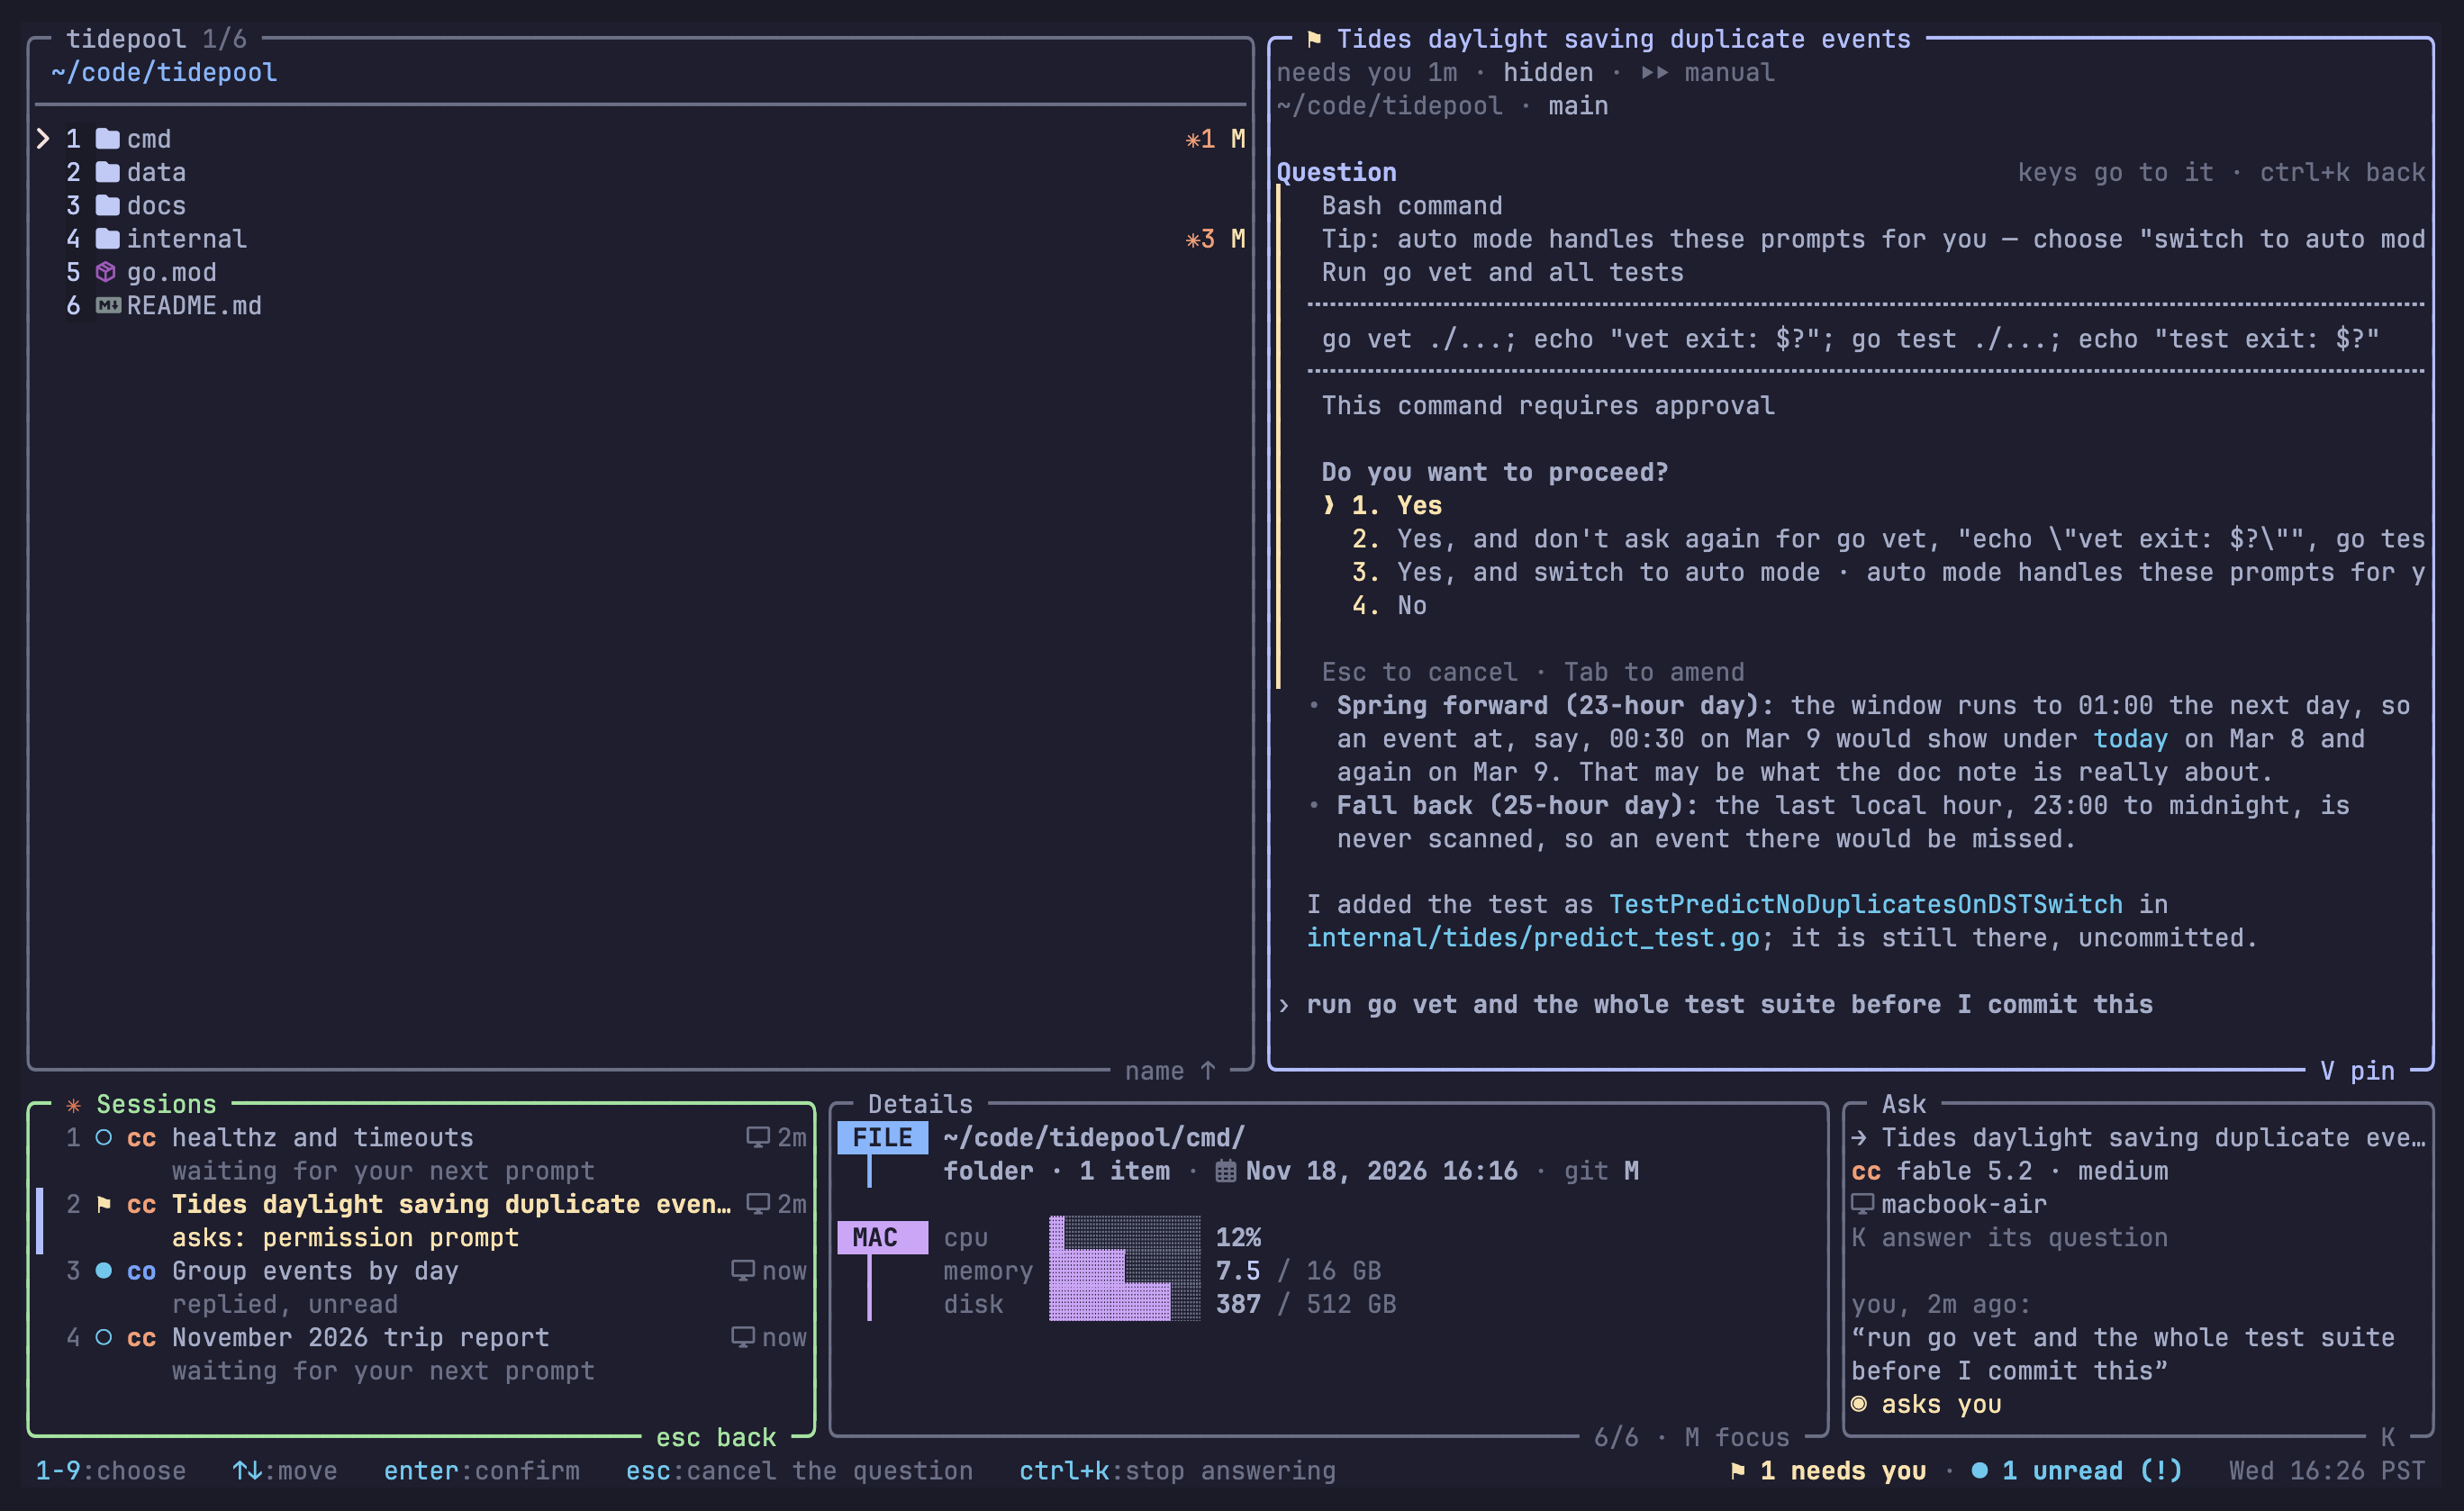 tidepool 1/6
~/code/tidepool
1 cmd ✳1 M
2 data
3 docs
4 internal ✳3 M
5 go.mod
6 README.md
name ↑
⚑ Tides daylight saving duplicate events
needs you 1m · hidden · ▸▸ manual
~/code/tidepool · main
Question keys go to it · ctrl+k back
Bash command
Tip: auto mode handles these prompts for you — choose "switch to auto mod
Run go vet and all tests
go vet ./...; echo "vet exit: $?"; go test ./...; echo "test exit: $?"
This command requires approval
Do you want to proceed?
❯ 1. Yes
2. Yes, and don't ask again for go vet, "echo \"vet exit: $?\"", go tes
3. Yes, and switch to auto mode · auto mode handles these prompts for y
4. No
Esc to cancel · Tab to amend
• Spring forward (23-hour day): the window runs to 01:00 the next day, so
an event at, say, 00:30 on Mar 9 would show under today on Mar 8 and
again on Mar 9. That may be what the doc note is really about.
• Fall back (25-hour day): the last local hour, 23:00 to midnight, is
never scanned, so an event there would be missed.
I added the test as TestPredictNoDuplicatesOnDSTSwitch in
internal/tides/predict_test.go; it is still there, uncommitted.
› run go vet and the whole test suite before I commit this
V pin
✳ Sessions
1 ○ cc healthz and timeouts 2m
waiting for your next prompt
2 ⚑ cc Tides daylight saving duplicate even… 2m
asks: permission prompt
3 ● co Group events by day now
replied, unread
4 ○ cc November 2026 trip report now
waiting for your next prompt
esc back
Details
FILE ~/code/tidepool/cmd/
folder · 1 item · Nov 18, 2026 16:16 · git M
MAC cpu 12%
memory 7.5 / 16 GB
disk 387 / 512 GB
6/6 · M focus
Ask
→ Tides daylight saving duplicate eve…
cc fable 5.2 · medium
macbook-air
K answer its question
you, 2m ago:
“run go vet and the whole test suite
before I commit this”
◉ asks you
K
1-9:choose ↑↓:move enter:confirm esc:cancel the question ctrl+k:stop answering ⚑ 1 needs you · ● 1 unread (!) Wed 16:26 PST